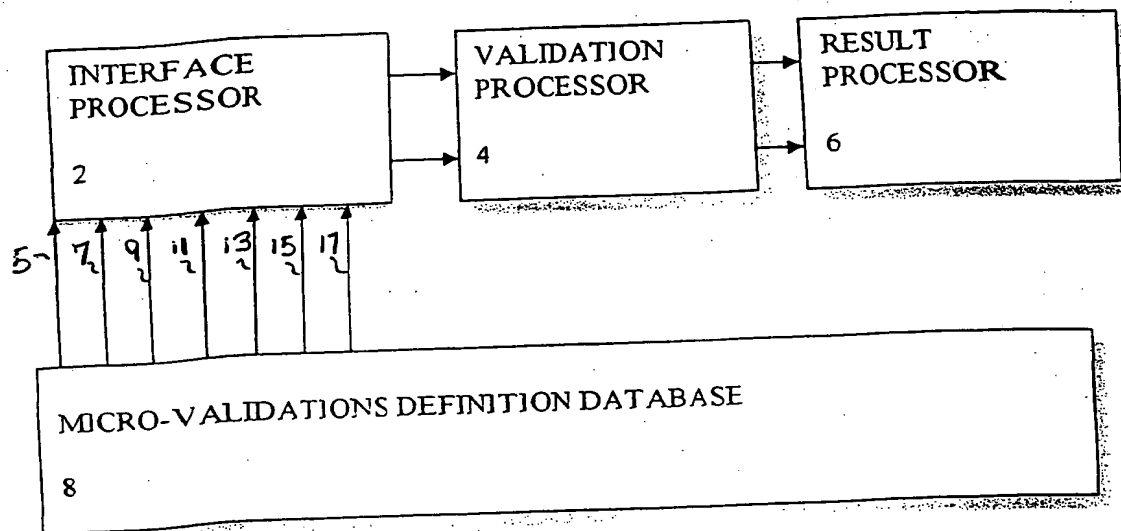 INTERFACE
PROCESSOR
2
VALIDATION
PROCESSOR
4
RESULT
PROCESSOR
6
5 7 9 11 13 15 17
MICRO-VALIDATIONS DEFINITION DATABASE
8